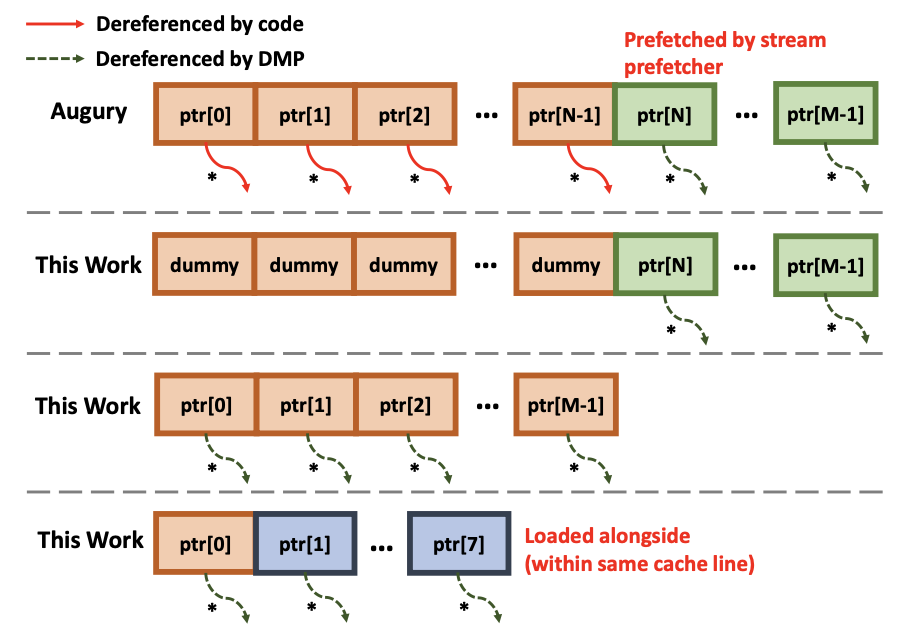 Dereferenced by code
Dereferenced by DMP
Prefetched by stream
prefetcher
Augury
ptr[0] ptr[1] ptr[2] ... ptr[N-1] ptr[N] ... ptr[M-1]
* * * * * *
This Work
dummy dummy dummy ... dummy ptr[N] ... ptr[M-1]
* *
This Work
ptr[0] ptr[1] ptr[2] ... ptr[M-1]
* * * *
This Work
ptr[0] ptr[1] ... ptr[7]
Loaded alongside
(within same cache line)
* * *